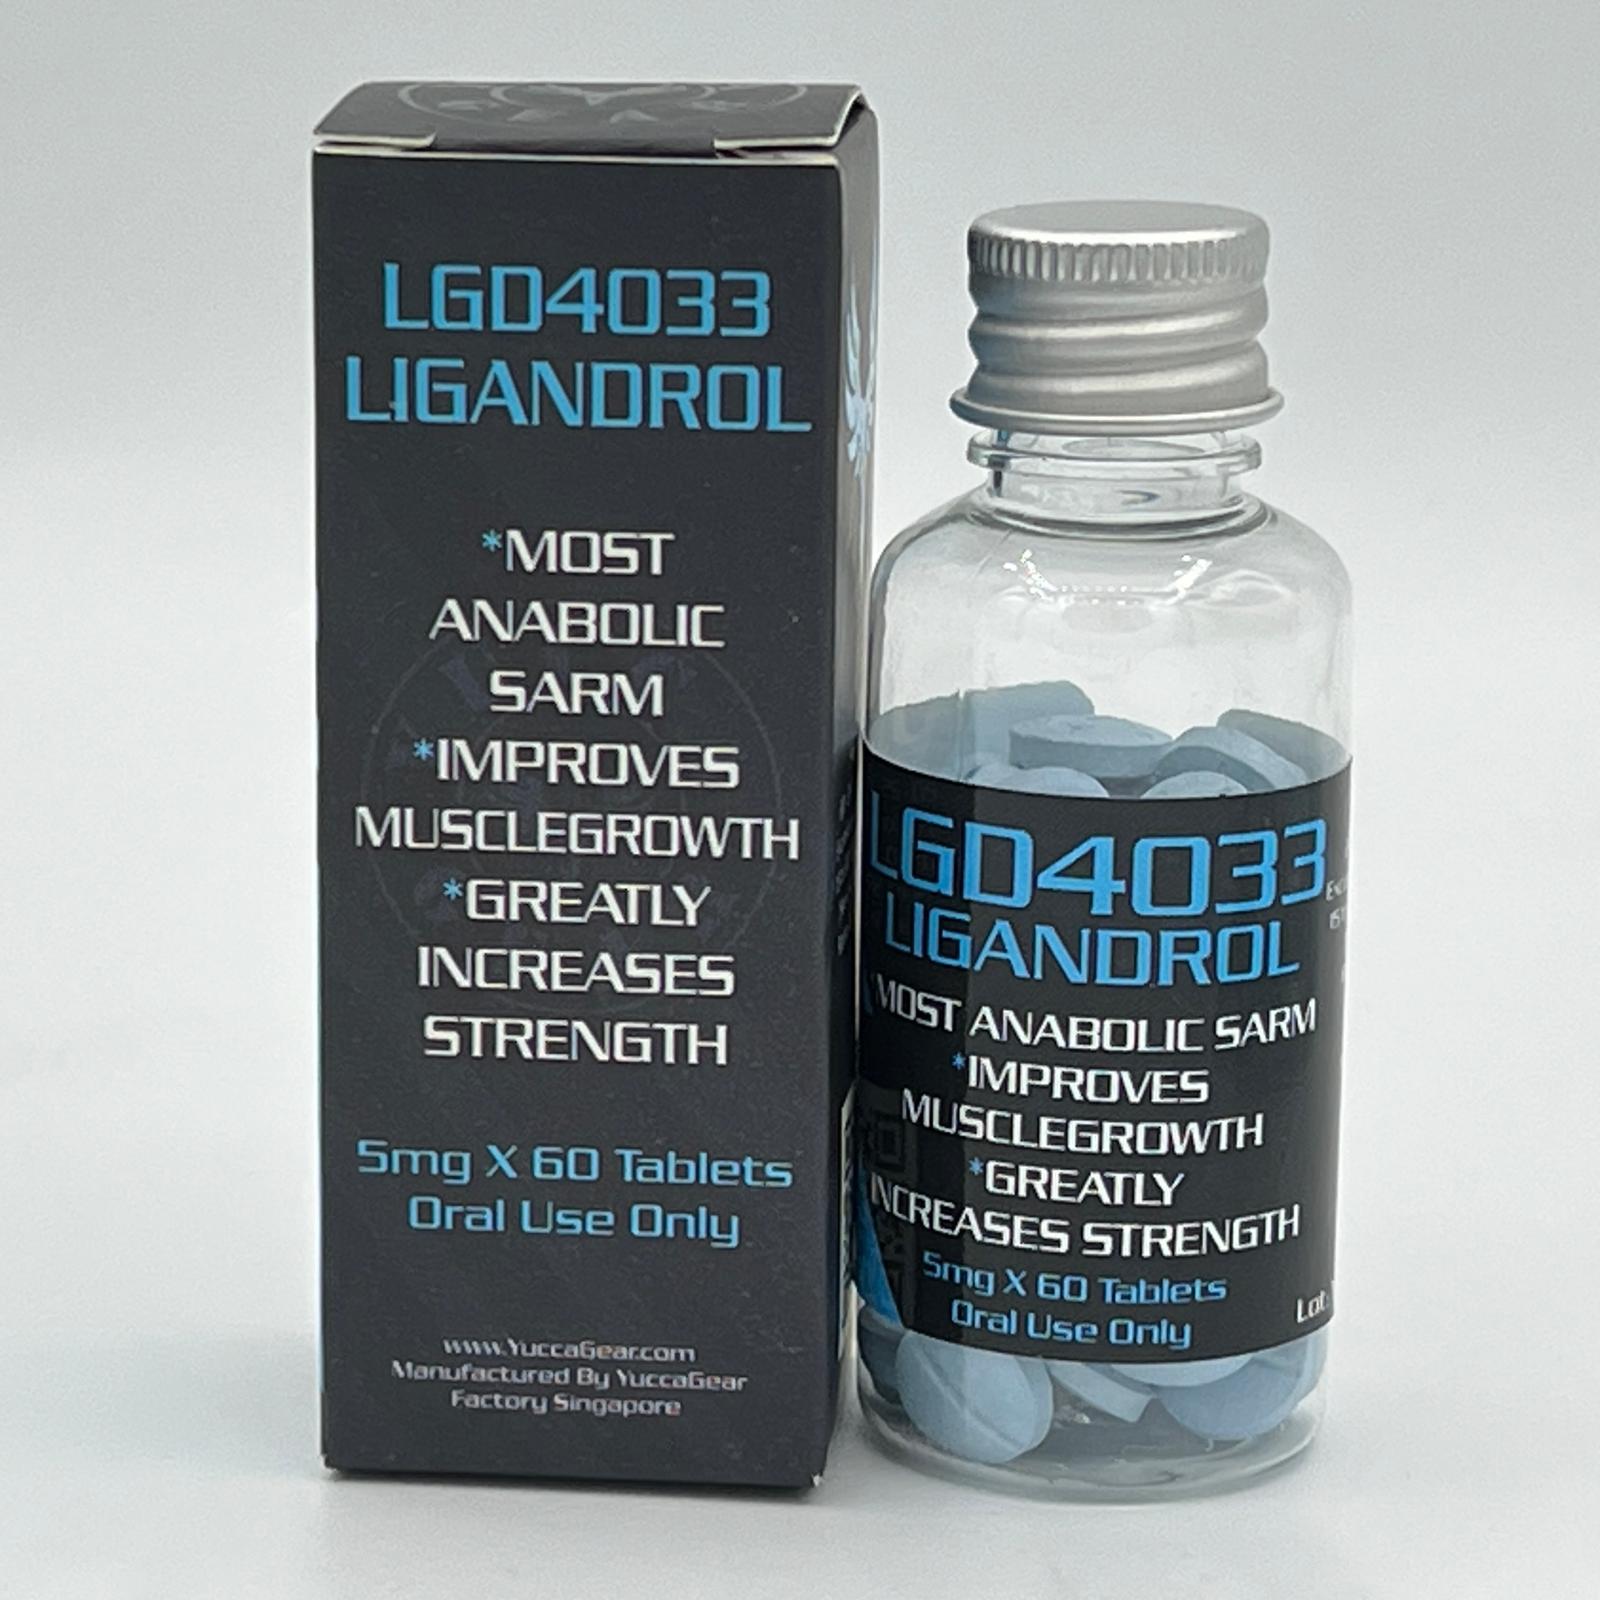 LGD4033
LIGANDROL
*MOST
ANABOLIC
SARM
*IMPROVES
MUSCLEGROWTH
*GREATLY
INCREASES
STRENGTH
5mg X 60 Tablets
Oral Use Only
www.YuccaGear.com
Manufactured By YuccaGear
Factory Singapore
LGD4033
LIGANDROL
*MOST ANABOLIC SARM
*IMPROVES
MUSCLEGROWTH
*GREATLY
INCREASES STRENGTH
5mg X 60 Tablets
Oral Use Only
Lot: